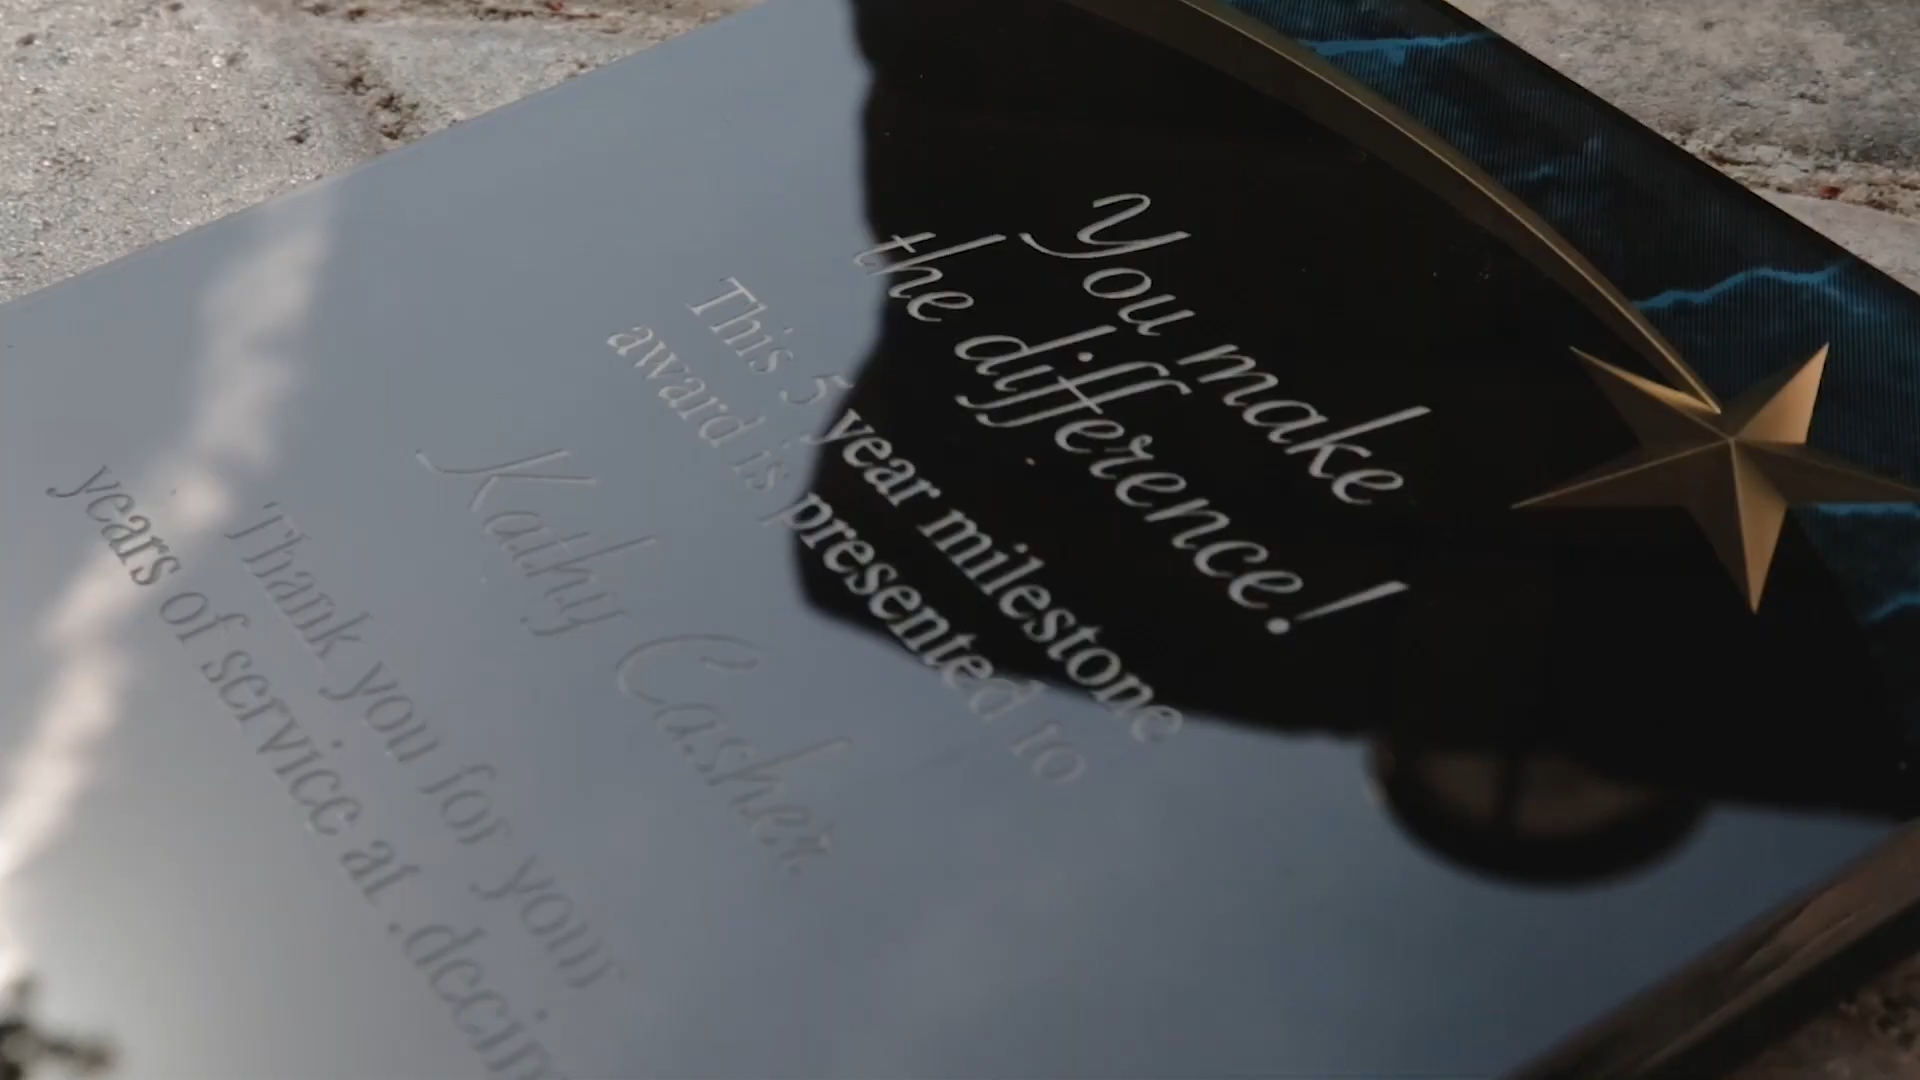 You make
the difference!
This 5 year milestone
award is presented to
Kathy Casher
Thank you for your
years of service at